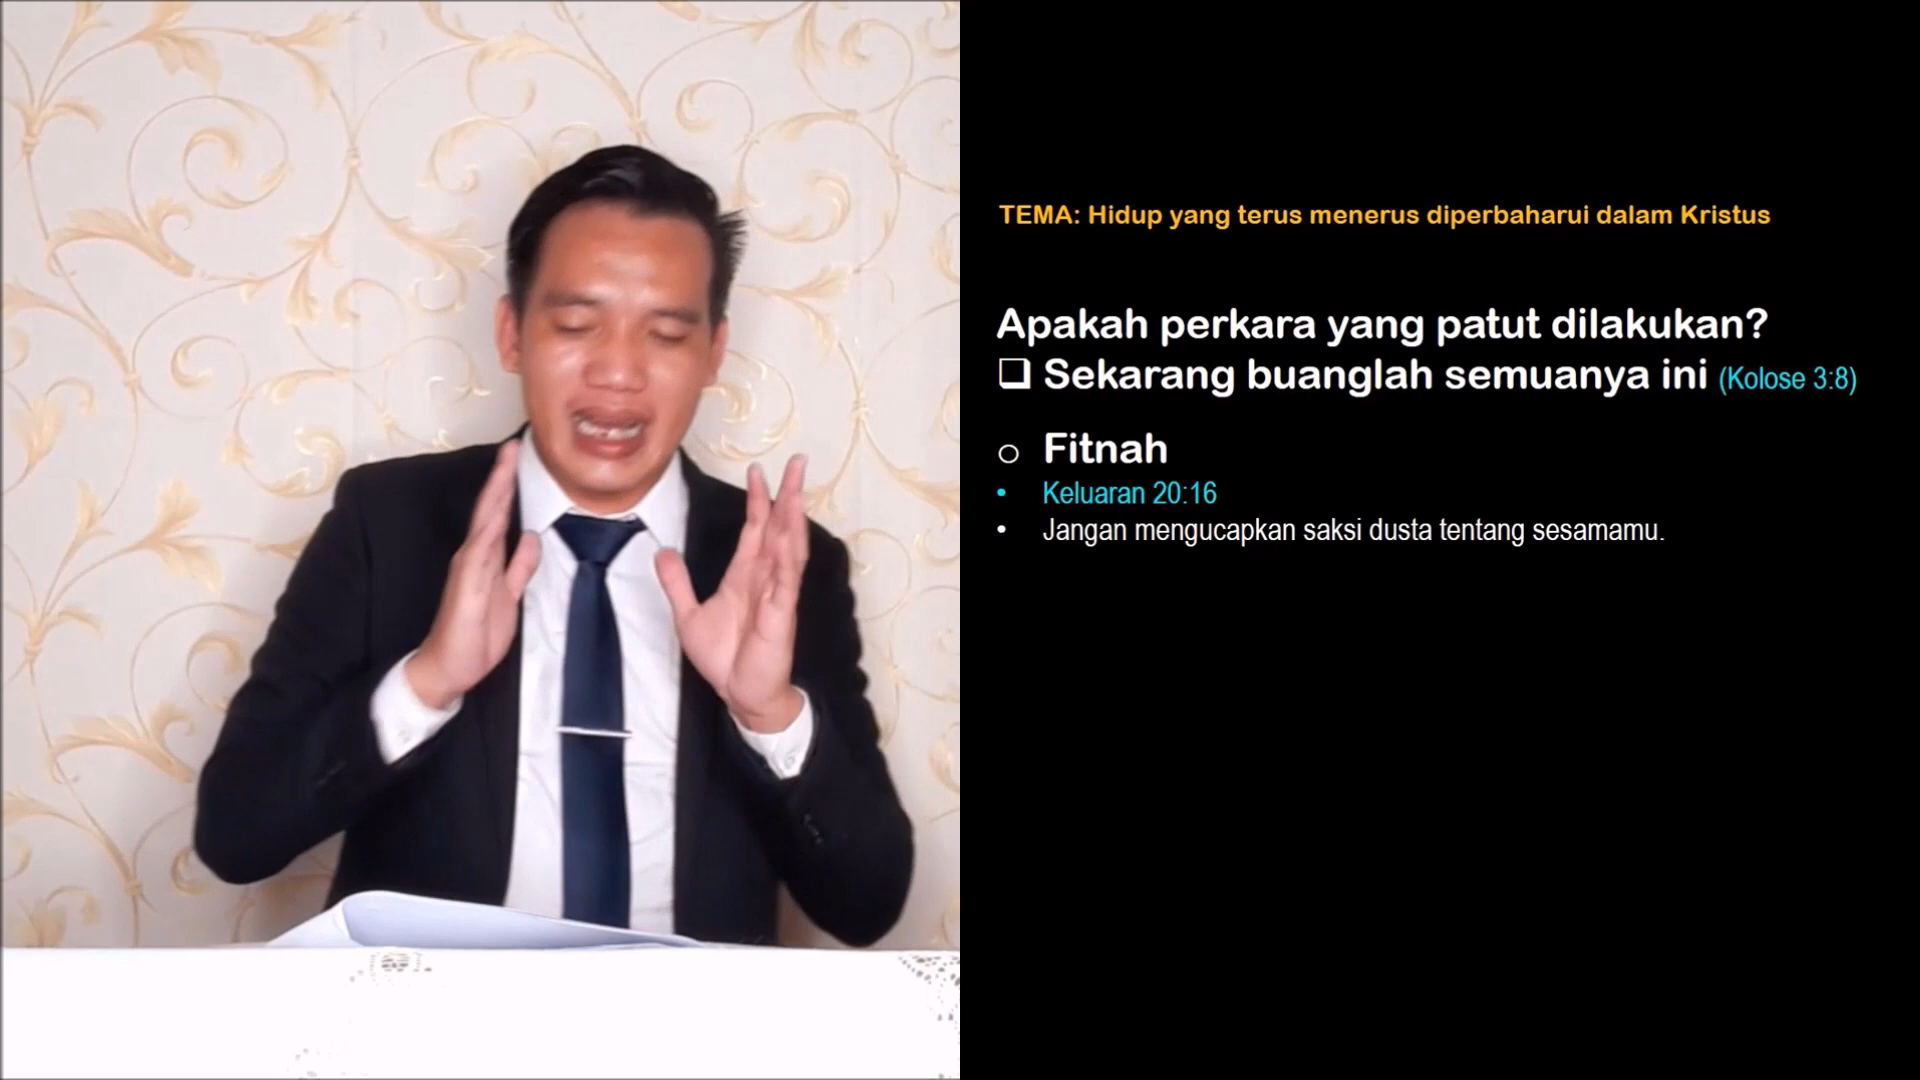 TEMA: Hidup yang terus menerus diperbaharui dalam Kristus
Apakah perkara yang patut dilakukan?
❑ Sekarang buanglah semuanya ini (Kolose 3:8)
o Fitnah
• Keluaran 20:16
• Jangan mengucapkan saksi dusta tentang sesamamu.